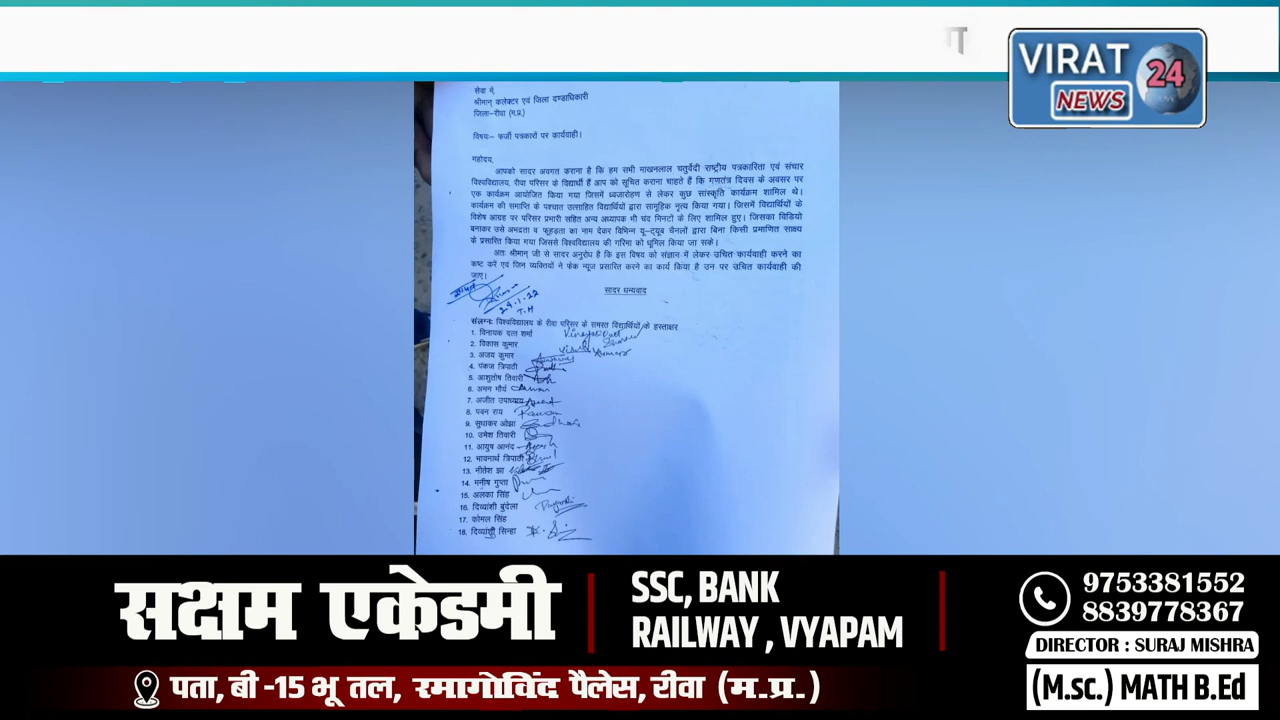 VIRAT
24
NEWS
सेवा में,
श्रीमान् कलेक्टर एवं जिला दण्डाधिकारी
जिला:-रीवा (म.प्र.)
विषय:- फर्जी पत्रकारों पर कार्यवाही।
महोदय,
आपको सादर अवगत कराना है कि हम सभी माखनलाल चतुर्वेदी राष्ट्रीय पत्रकारिता एवं संचार
विश्वविद्यालय, रीवा परिसर के विद्यार्थी हैं आप को सूचित कराना चाहते हैं कि गणतंत्र दिवस के अवसर पर
एक कार्यक्रम आयोजित किया गया जिसमें ध्वजारोहण से लेकर कुछ सांस्कृति कार्यक्रम शामिल थे।
कार्यक्रम की समाप्ति के पश्चात उत्साहित विद्यार्थियों द्वारा सामूहिक नृत्य किया गया। जिसमें विद्यार्थियों के
विशेष आग्रह पर परिसर प्रभारी सहित अन्य अध्यापक भी चंद मिनटों के लिए शामिल हुए। जिसका विडियो
बनाकर उसे अभद्रता व फूहड़ता का नाम देकर विभिन्न यू-ट्यूब चैनलों द्वारा बिना किसी प्रमाणित साक्ष्य
के प्रसारित किया गया जिससे विश्वविद्यालय की गरिमा को धूमिल किया जा सके।
अतः श्रीमान् जी से सादर अनुरोध है कि इस विषय को संज्ञान में लेकर उचित कार्यवाही करने का
कष्ट करें एवं जिन व्यक्तियों ने फेक न्यूज प्रसारित करने का कार्य किया है उन पर उचित कार्यवाही की
जाए।
सादर धन्यवाद
29.1.22
T.H
संलग्नः विश्वविद्यालय के रीवा परिसर के समस्त विद्यार्थियों के हस्ताक्षर
1. विनायक दत्त शर्मा
2. विकास कुमार
3. अजय कुमार
4. पंकज त्रिपाठी
5. आशुतोष तिवारी
6. अमन मौर्य
7. अजीत उपाध्याय
8. पवन राय Pawan
9. सुधाकर ओझा
10. उमेश तिवारी
11. आयुष आनंद
12. भावनार्थ त्रिपाठी
13. नीतेश झा
14. मनीष गुप्ता
15. अलका सिंह
16. दिव्यांशी बुंदेला
17. कोमल सिंह
18. दिव्यांशी सिन्हा
सक्षम एकेडमी
SSC, BANK
RAILWAY , VYAPAM
9753381552
8839778367
DIRECTOR : SURAJ MISHRA
(M.sc.) MATH B.Ed
पता, बी -15 भू तल, रमागोविंद पैलेस, रीवा (म.प्र.)